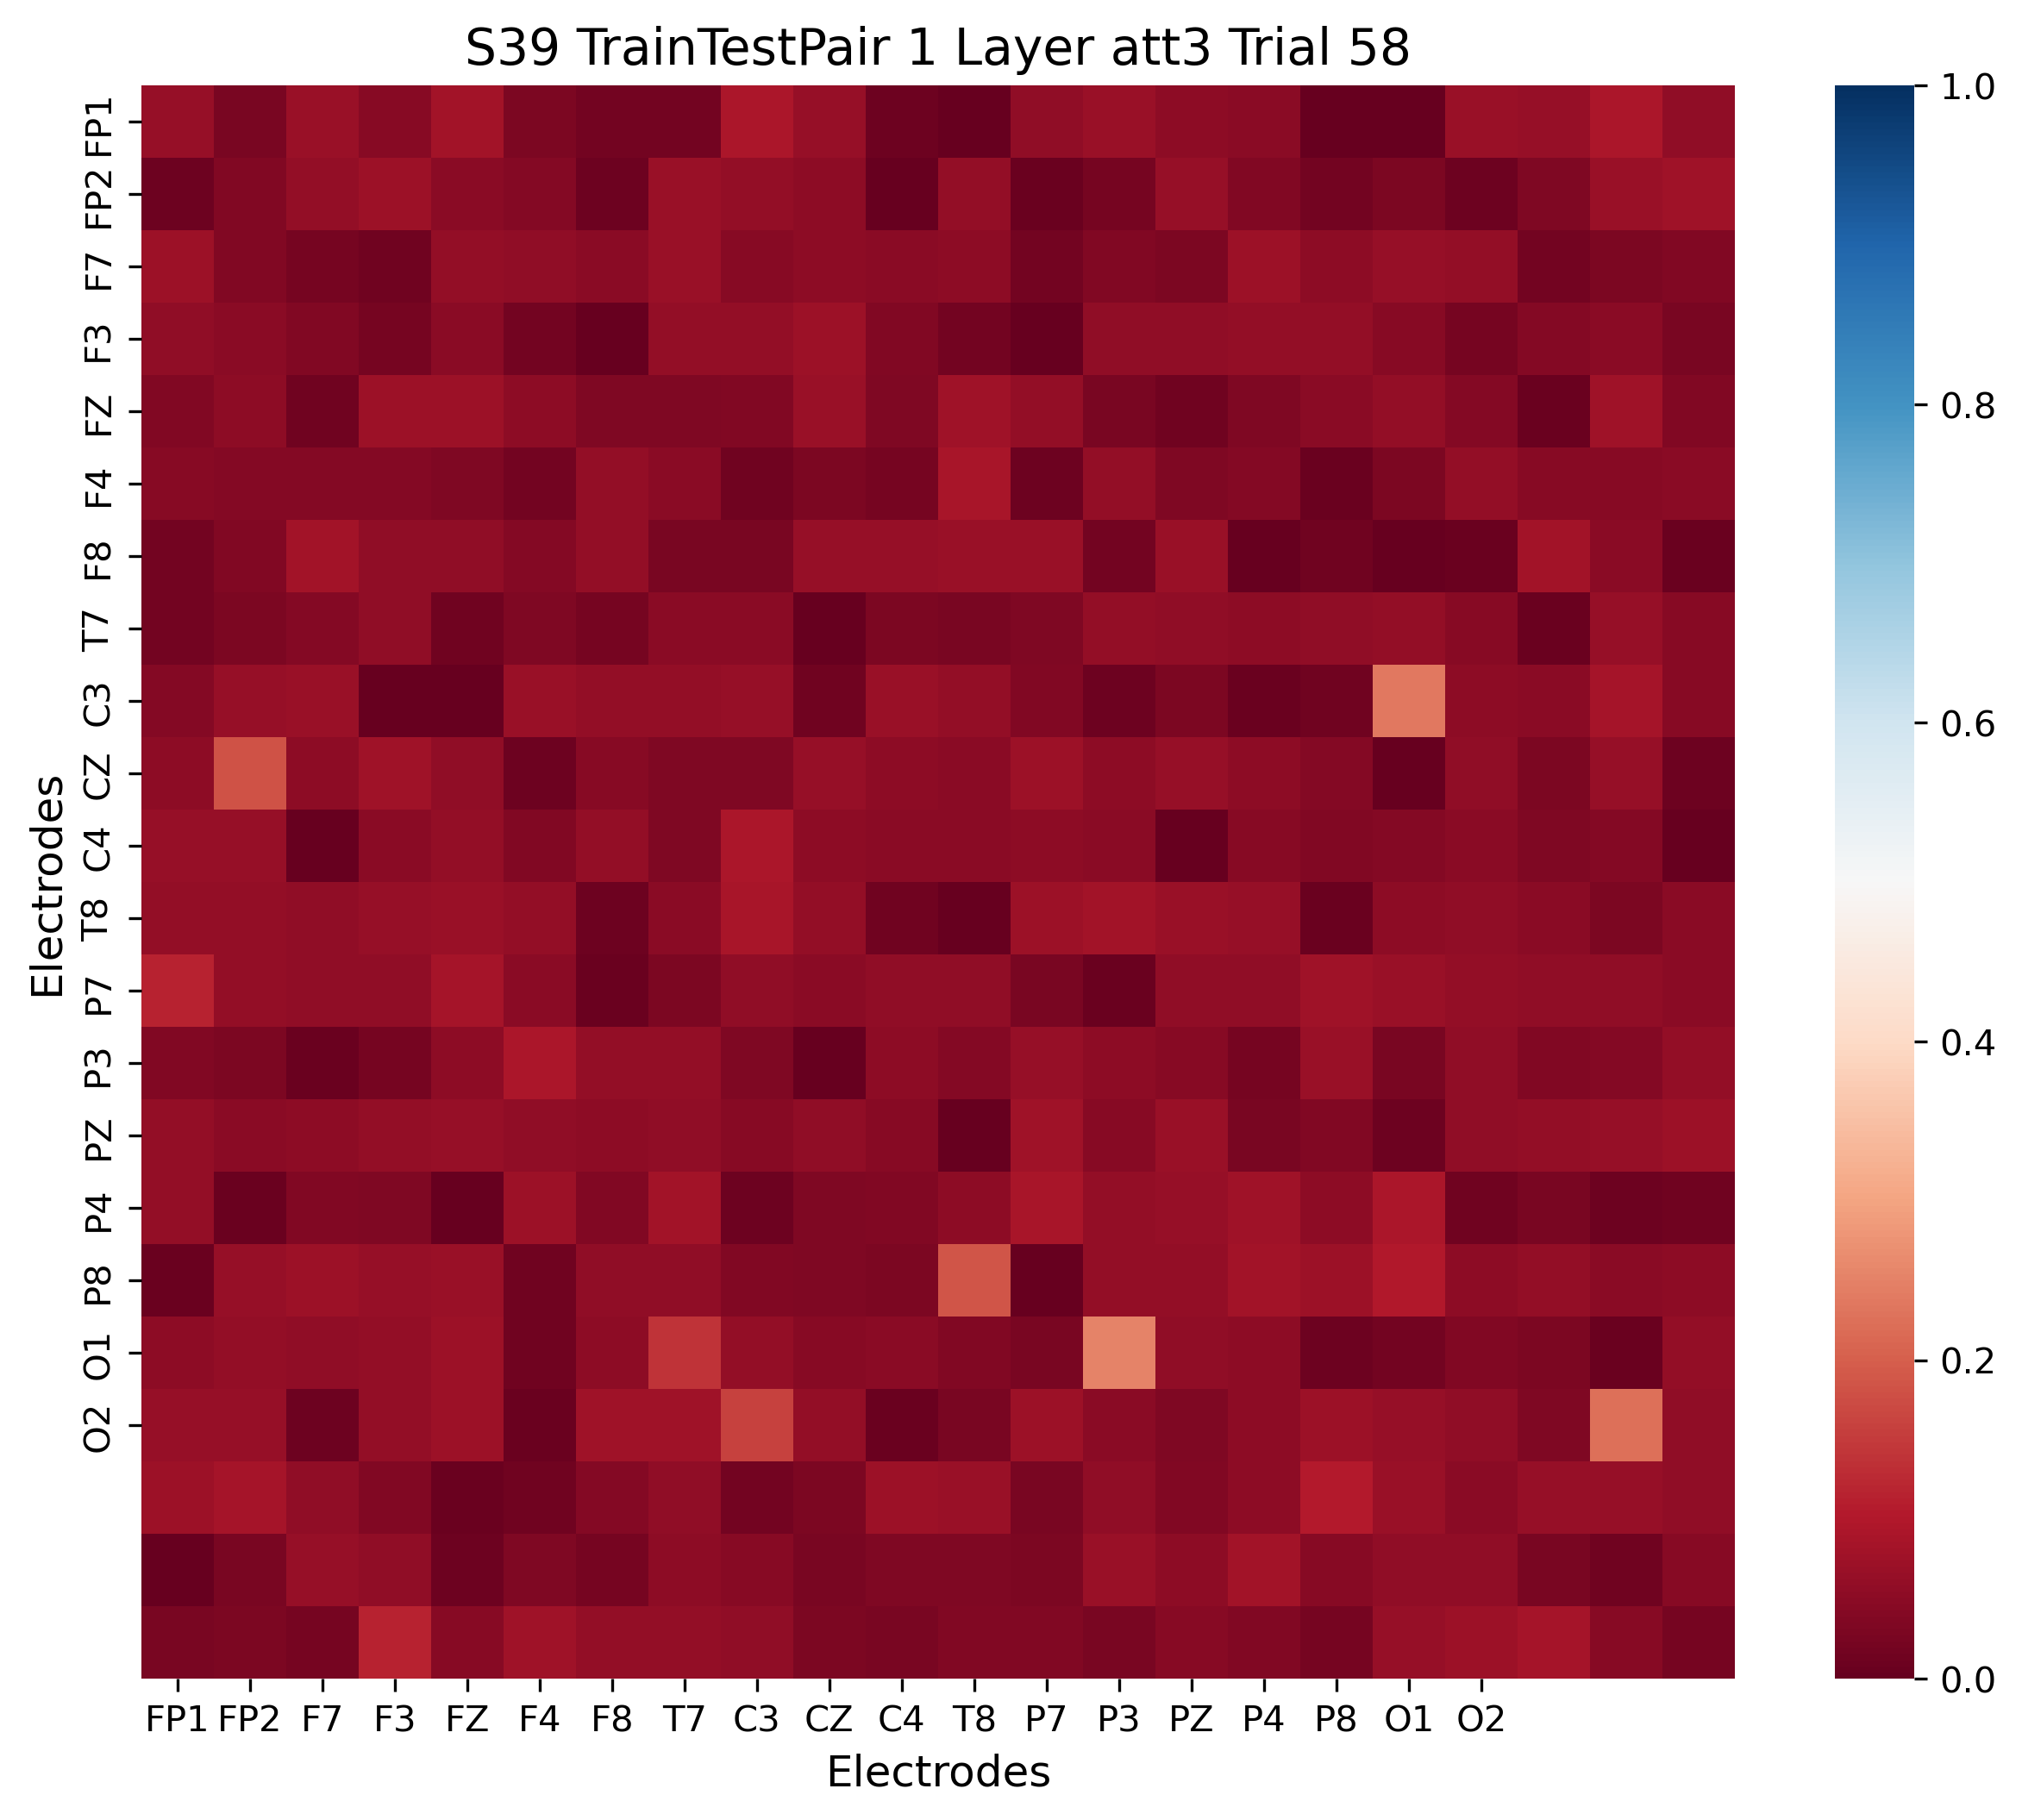 S39 TrainTestPair 1 Layer att3 Trial 58
Electrodes
FP1
FP2
F7
F3
FZ
F4
F8
T7
C3
CZ
C4
T8
P7
P3
PZ
P4
P8
O1
O2
1.0
0.8
0.6
0.4
0.2
0.0
FP1 FP2 F7 F3 FZ F4 F8 T7 C3 CZ C4 T8 P7 P3 PZ P4 P8 O1 O2
Electrodes